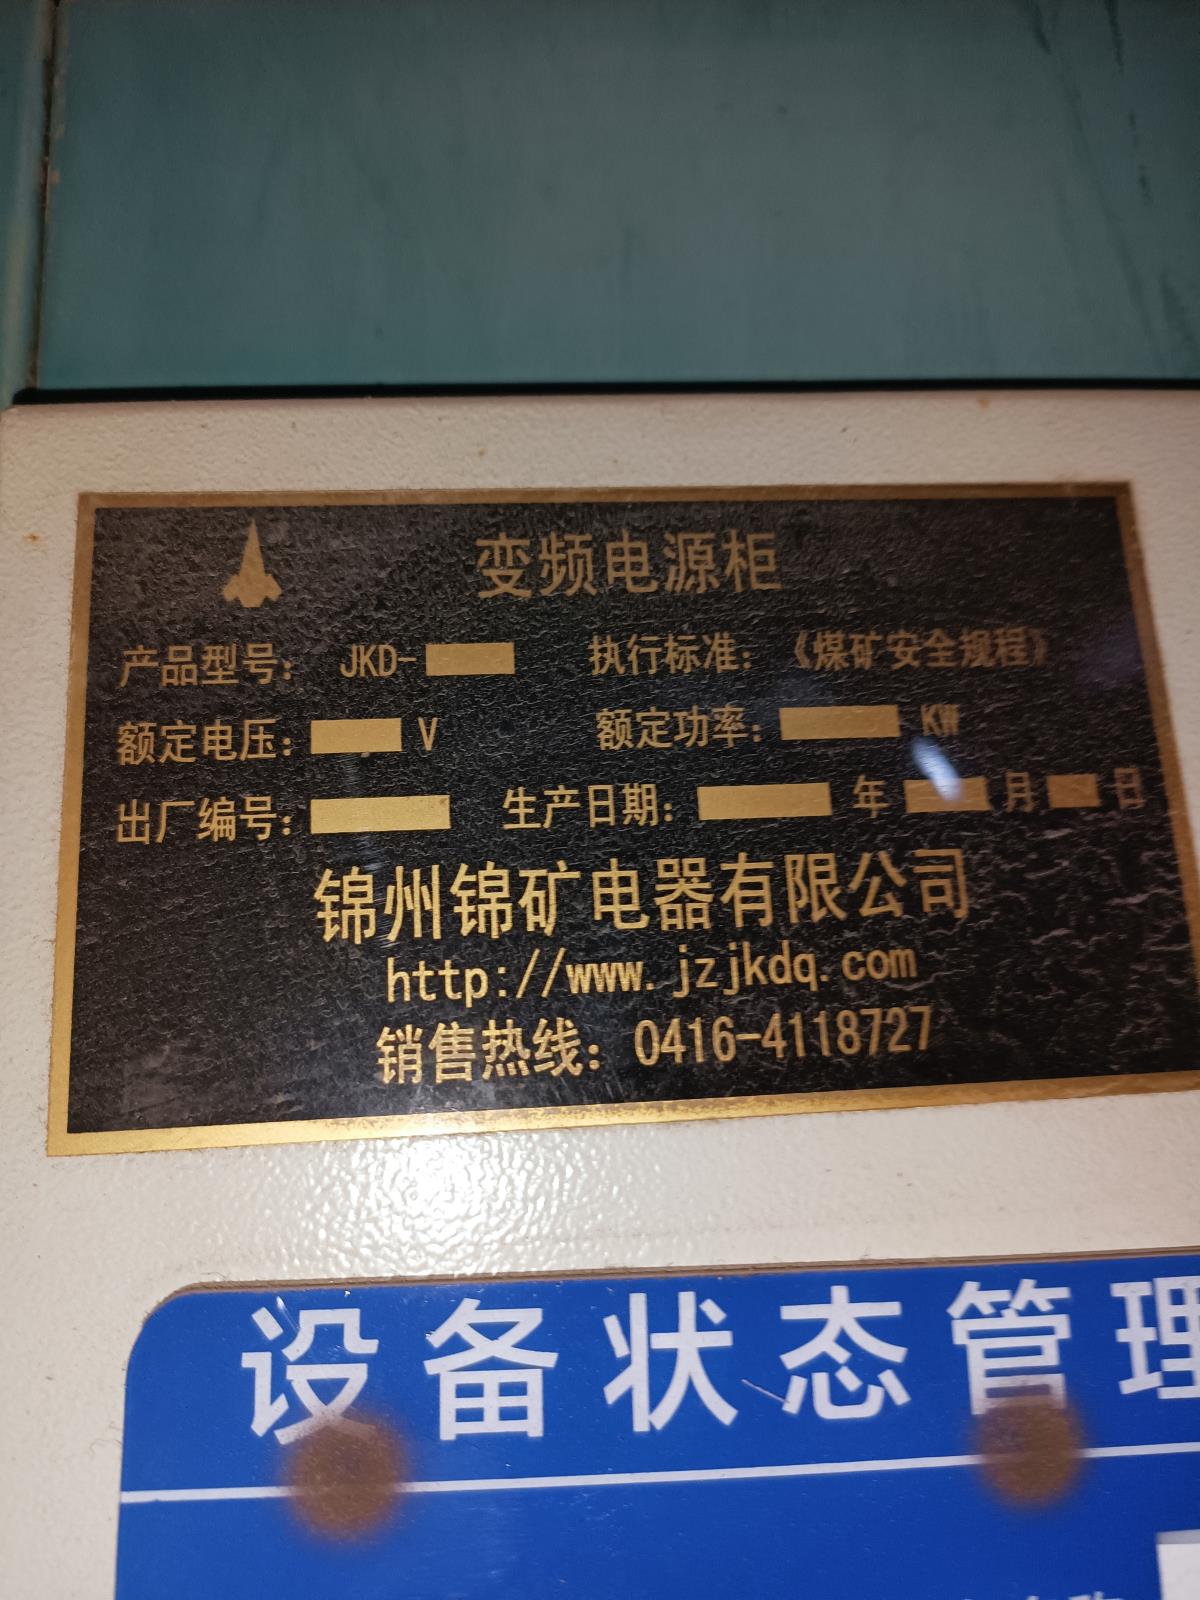 变频电源柜
产品型号: JKD- 执行标准:《煤矿安全规程》
额定电压: V 额定功率: KW
出厂编号: 生产日期: 年 月 日
锦州锦矿电器有限公司
http://www.jzjkdq.com
销售热线: 0416-4118727
设备状态管理